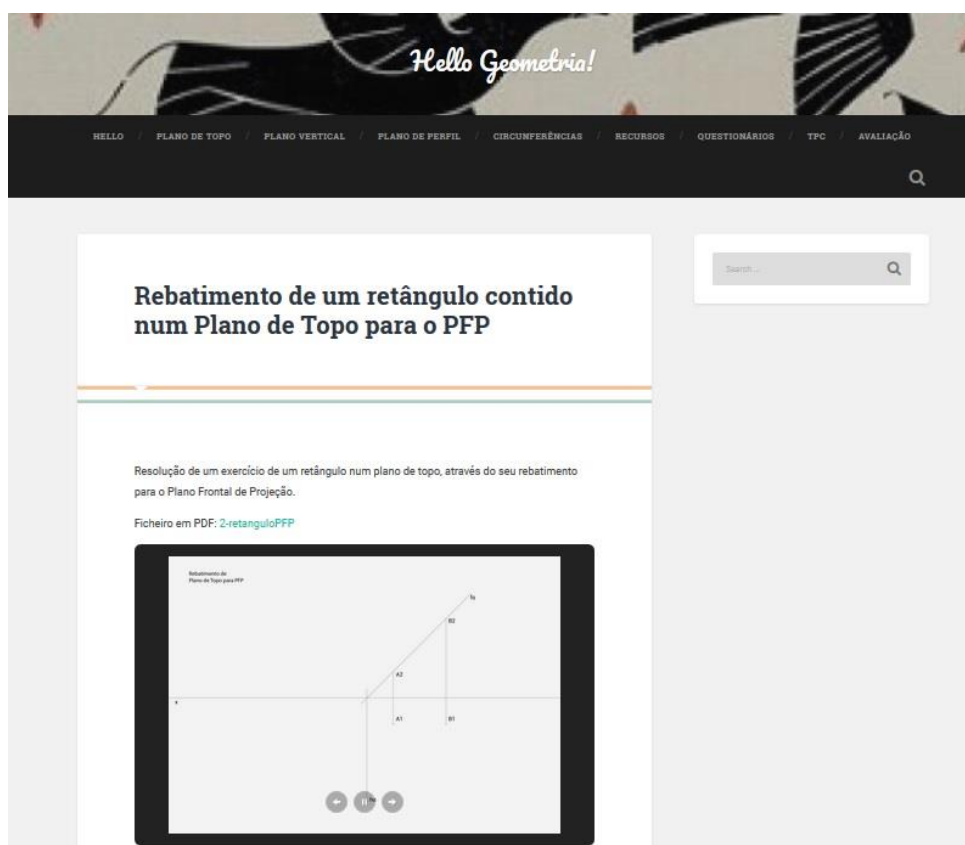 Hello Geometria!
HELLO / PLANO DE TOPO / PLANO VERTICAL / PLANO DE PERFIL / CIRCUNFERÊNCIAS / RECURSOS / QUESTIONÁRIOS / TPC / AVALIAÇÃO
Search …
Rebatimento de um retângulo contido
num Plano de Topo para o PFP
Resolução de um exercício de um retângulo num plano de topo, através do seu rebatimento
para o Plano Frontal de Projeção.
Ficheiro em PDF: 2-retanguloPFP
Rebatimento de
Plano de Topo para PFP
B2
A2
A1
B1